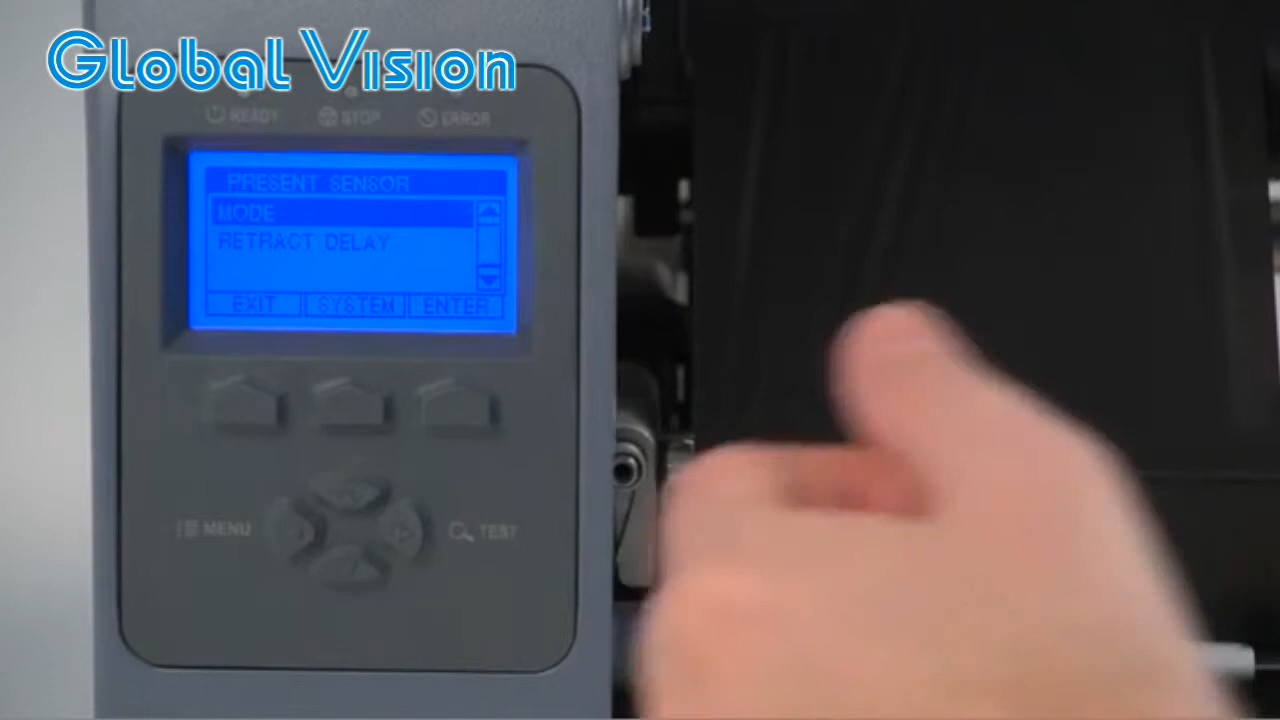 Global Vision
READY STOP ERROR
PRESENT SENSOR
MODE
RETRACT DELAY
EXIT SYSTEM ENTER
MENU TEST